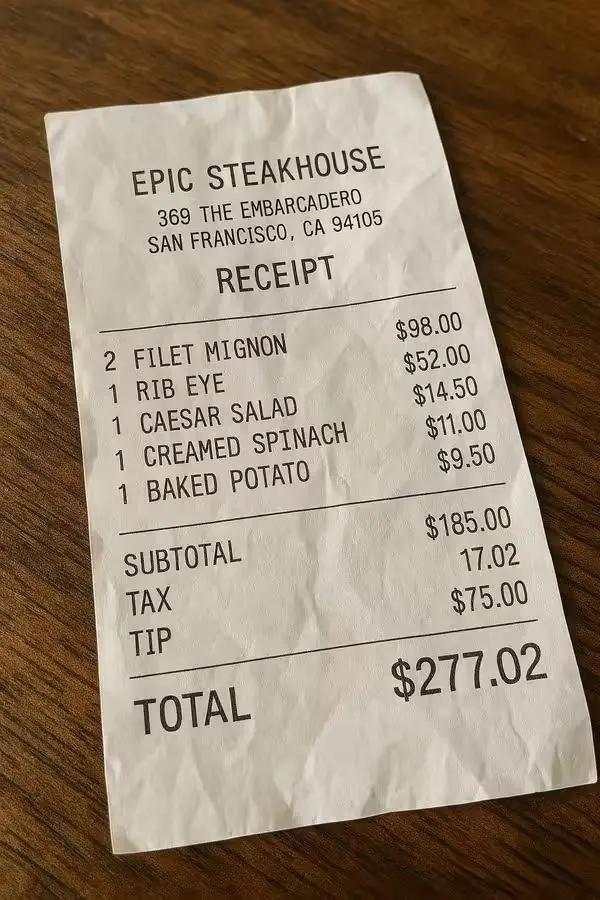 EPIC STEAKHOUSE
369 THE EMBARCADERO
SAN FRANCISCO, CA 94105
RECEIPT
2 FILET MIGNON $98.00
1 RIB EYE $52.00
1 CAESAR SALAD $14.50
1 CREAMED SPINACH $11.00
1 BAKED POTATO $9.50
SUBTOTAL $185.00
TAX 17.02
TIP $75.00
TOTAL $277.02